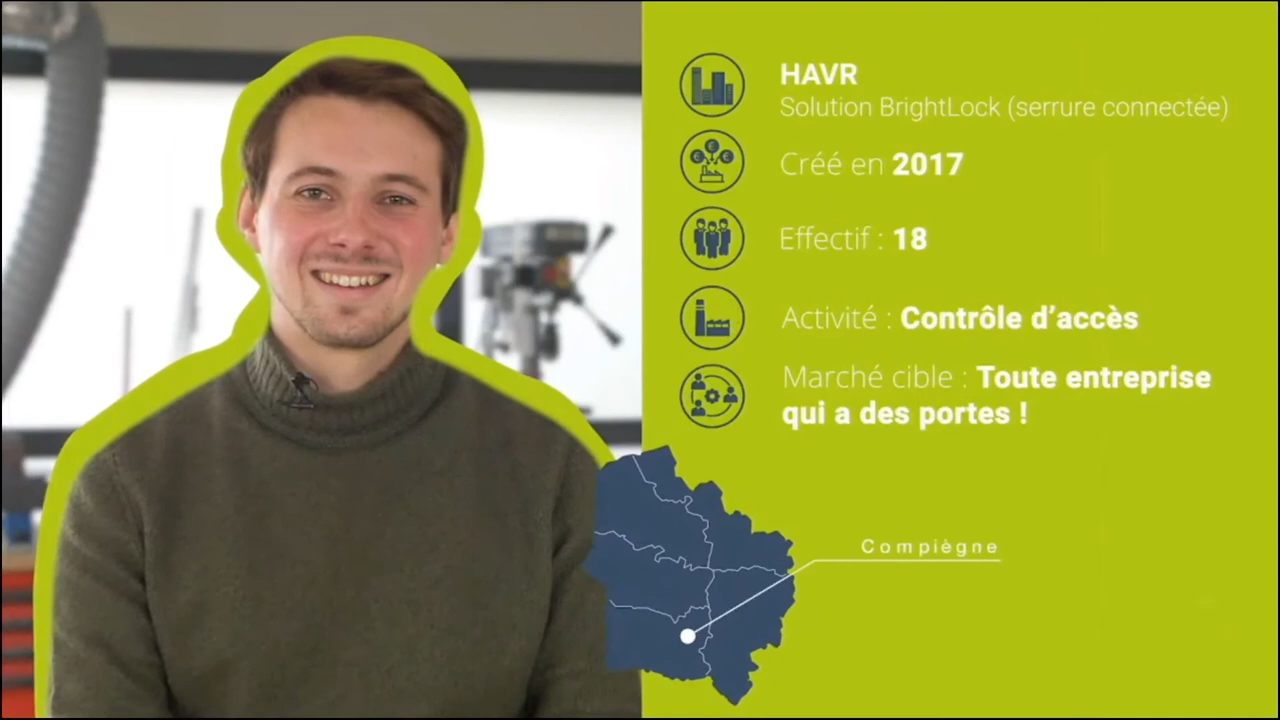 HAVR
Solution BrightLock (serrure connectée)
Créé en 2017
Effectif : 18
Activité : Contrôle d’accès
Marché cible : Toute entreprise
qui a des portes !
Compiègne